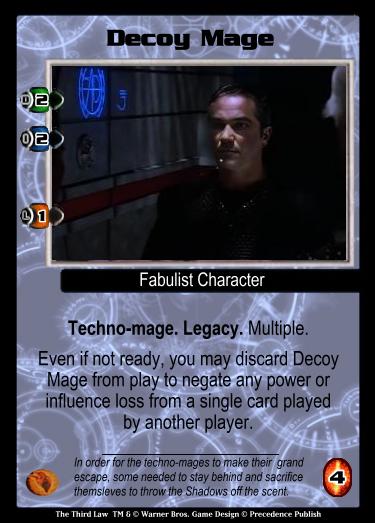 Decoy Mage
D 2
I 2
L 1
Fabulist Character
Techno-mage. Legacy. Multiple.
Even if not ready, you may discard Decoy
Mage from play to negate any power or
influence loss from a single card played
by another player.
In order for the techno-mages to make their grand
escape, some needed to stay behind and sacrifice
themsleves to throw the Shadows off the scent.
4
The Third Law TM & © Warner Bros. Game Design © Precedence Publish